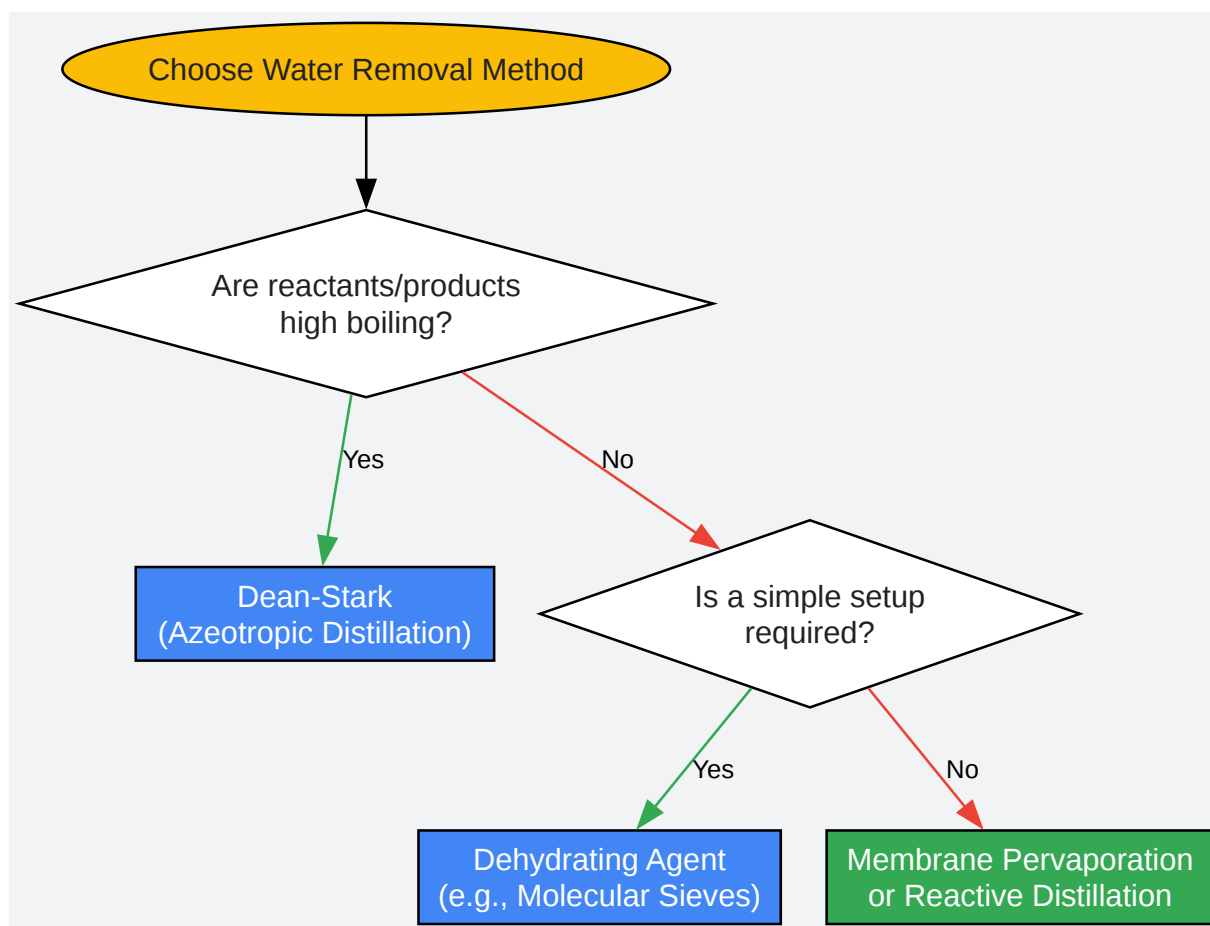 Choose Water Removal Method
Are reactants/products
high boiling?
Yes
No
Dean-Stark
(Azeotropic Distillation)
Is a simple setup
required?
Yes
No
Dehydrating Agent
(e.g., Molecular Sieves)
Membrane Pervaporation
or Reactive Distillation